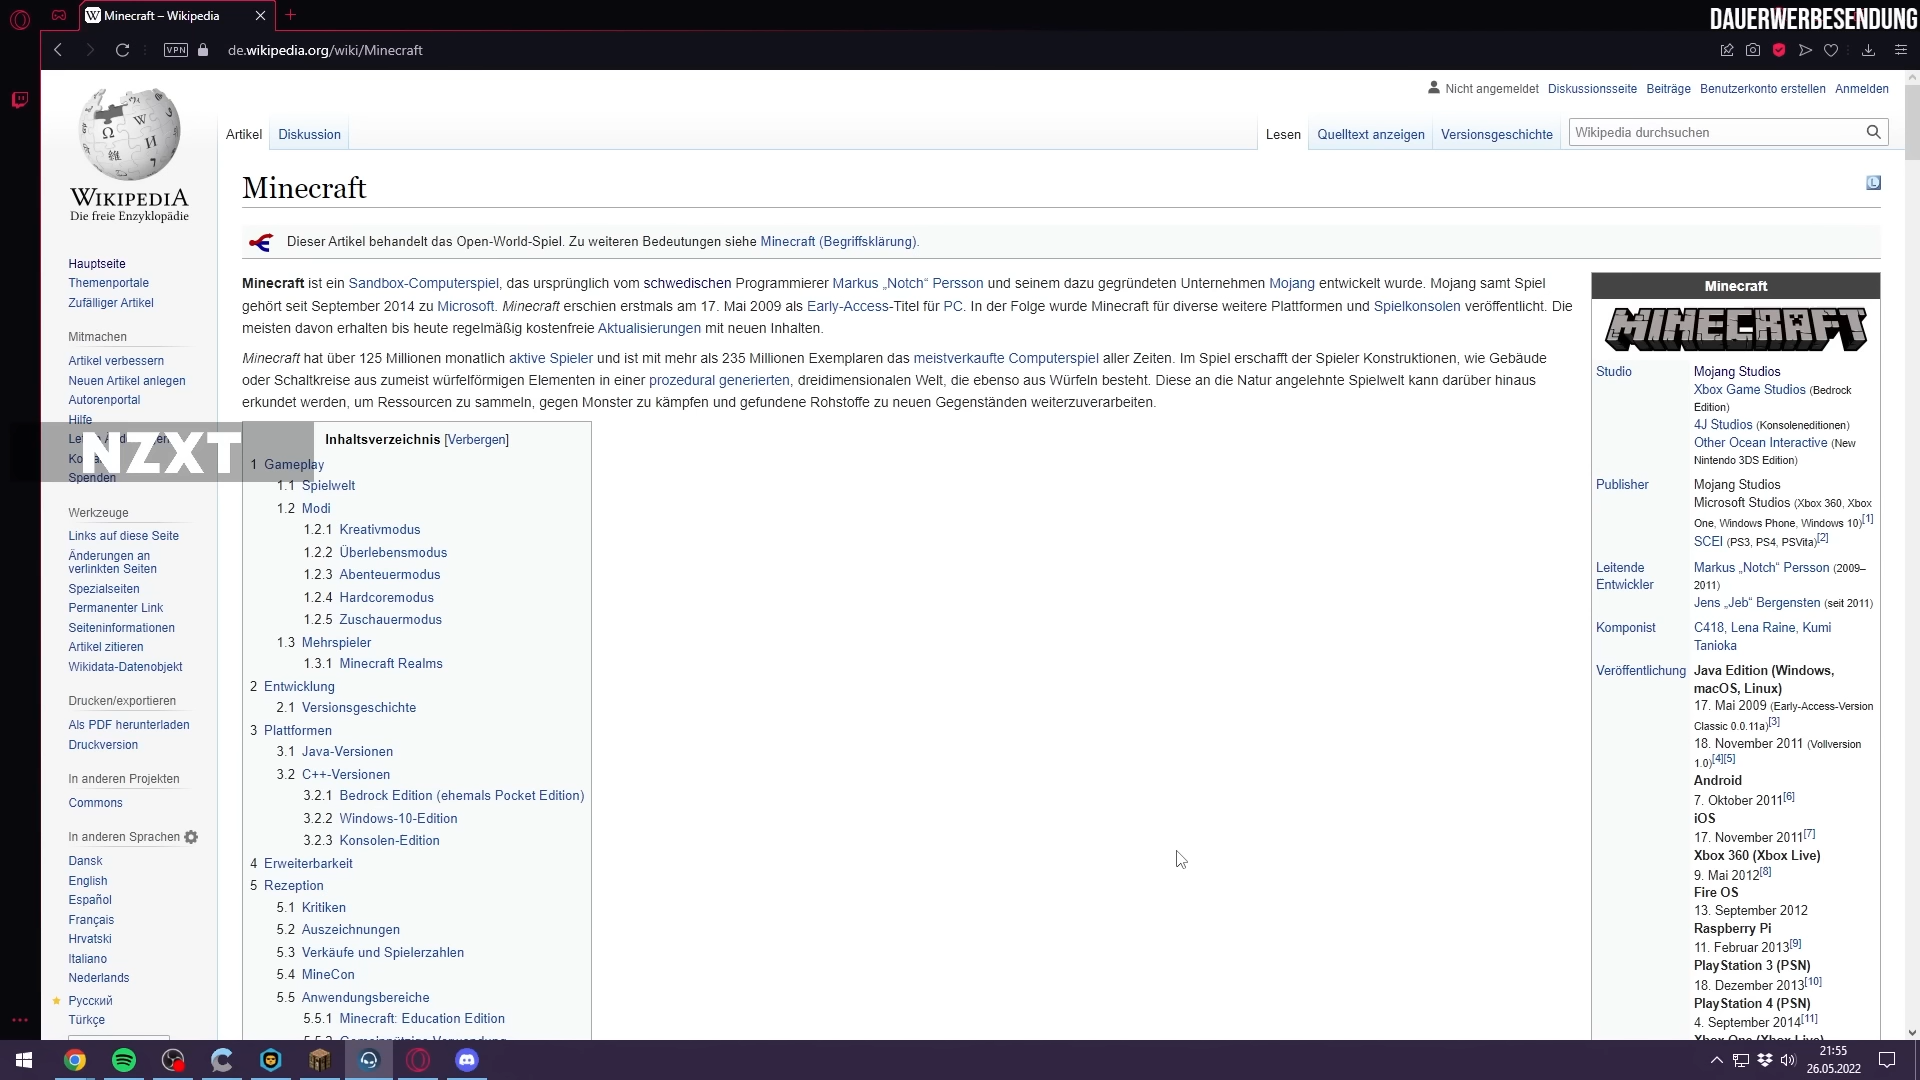 Minecraft – Wikipedia
DAUERWERBESENDUNG
VPN
de.wikipedia.org/wiki/Minecraft
Nicht angemeldet Diskussionsseite Beiträge Benutzerkonto erstellen Anmelden
Artikel Diskussion
Lesen Quelltext anzeigen Versionsgeschichte
Wikipedia durchsuchen
WIKIPEDIA
Die freie Enzyklopädie
Hauptseite
Themenportale
Zufälliger Artikel
Mitmachen
Artikel verbessern
Neuen Artikel anlegen
Autorenportal
Hilfe
NZXT
Spenden
Werkzeuge
Links auf diese Seite
Änderungen an
verlinkten Seiten
Spezialseiten
Permanenter Link
Seiteninformationen
Artikel zitieren
Wikidata-Datenobjekt
Drucken/exportieren
Als PDF herunterladen
Druckversion
In anderen Projekten
Commons
In anderen Sprachen
Dansk
English
Español
Français
Hrvatski
Italiano
Nederlands
Русский
Türkçe
Minecraft
Dieser Artikel behandelt das Open-World-Spiel. Zu weiteren Bedeutungen siehe Minecraft (Begriffsklärung).
Minecraft ist ein Sandbox-Computerspiel, das ursprünglich vom schwedischen Programmierer Markus „Notch“ Persson und seinem dazu gegründeten Unternehmen Mojang entwickelt wurde. Mojang samt Spiel
gehört seit September 2014 zu Microsoft. Minecraft erschien erstmals am 17. Mai 2009 als Early-Access-Titel für PC. In der Folge wurde Minecraft für diverse weitere Plattformen und Spielkonsolen veröffentlicht. Die
meisten davon erhalten bis heute regelmäßig kostenfreie Aktualisierungen mit neuen Inhalten.
Minecraft hat über 125 Millionen monatlich aktive Spieler und ist mit mehr als 235 Millionen Exemplaren das meistverkaufte Computerspiel aller Zeiten. Im Spiel erschafft der Spieler Konstruktionen, wie Gebäude
oder Schaltkreise aus zumeist würfelförmigen Elementen in einer prozedural generierten, dreidimensionalen Welt, die ebenso aus Würfeln besteht. Diese an die Natur angelehnte Spielwelt kann darüber hinaus
erkundet werden, um Ressourcen zu sammeln, gegen Monster zu kämpfen und gefundene Rohstoffe zu neuen Gegenständen weiterzuverarbeiten.
Inhaltsverzeichnis [Verbergen]
1 Gameplay
1.1 Spielwelt
1.2 Modi
1.2.1 Kreativmodus
1.2.2 Überlebensmodus
1.2.3 Abenteuermodus
1.2.4 Hardcoremodus
1.2.5 Zuschauermodus
1.3 Mehrspieler
1.3.1 Minecraft Realms
2 Entwicklung
2.1 Versionsgeschichte
3 Plattformen
3.1 Java-Versionen
3.2 C++-Versionen
3.2.1 Bedrock Edition (ehemals Pocket Edition)
3.2.2 Windows-10-Edition
3.2.3 Konsolen-Edition
4 Erweiterbarkeit
5 Rezeption
5.1 Kritiken
5.2 Auszeichnungen
5.3 Verkäufe und Spielerzahlen
5.4 MineCon
5.5 Anwendungsbereiche
5.5.1 Minecraft: Education Edition
Minecraft
MINECRAFT
Studio Mojang Studios
Xbox Game Studios (Bedrock
Edition)
4J Studios (Konsoleneditionen)
Other Ocean Interactive (New
Nintendo 3DS Edition)
Publisher Mojang Studios
Microsoft Studios (Xbox 360, Xbox
One, Windows Phone, Windows 10)[1]
SCEI (PS3, PS4, PSVita)[2]
Leitende Entwickler Markus „Notch“ Persson (2009–
2011)
Jens „Jeb“ Bergensten (seit 2011)
Komponist C418, Lena Raine, Kumi
Tanioka
Veröffentlichung Java Edition (Windows,
macOS, Linux)
17. Mai 2009 (Early-Access-Version
Classic 0.0.11a)[3]
18. November 2011 (Vollversion
1.0)[4][5]
Android
7. Oktober 2011[6]
iOS
17. November 2011[7]
Xbox 360 (Xbox Live)
9. Mai 2012[8]
Fire OS
13. September 2012
Raspberry Pi
11. Februar 2013[9]
PlayStation 3 (PSN)
18. Dezember 2013[10]
PlayStation 4 (PSN)
4. September 2014[11]
Xbox One (Xbox Live)
21:55
26.05.2022